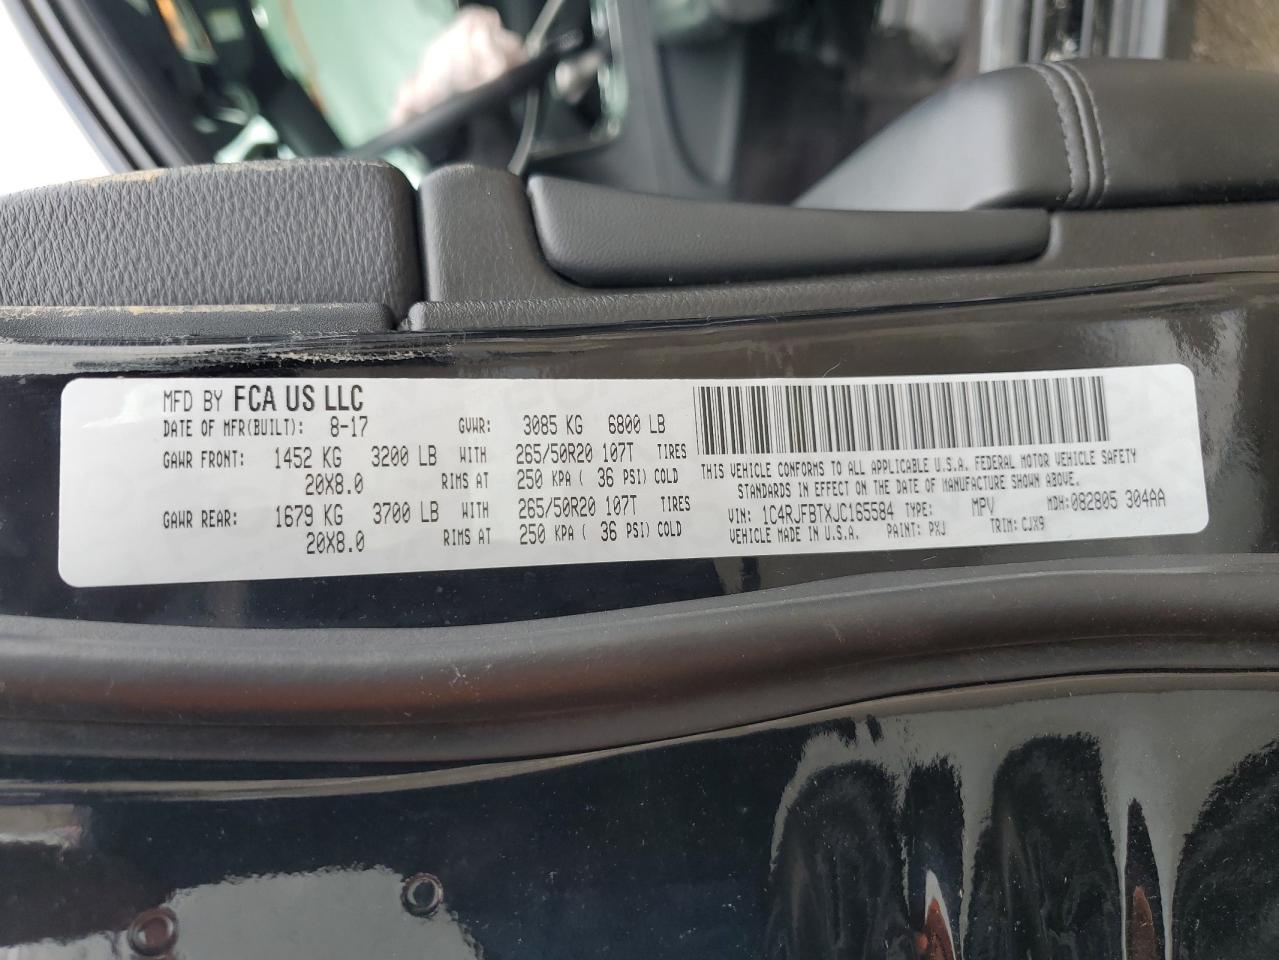 MFD BY FCA US LLC
DATE OF MFR(BUILT): 8-17 GVWR: 3085 KG 6800 LB
GAWR FRONT: 1452 KG 3200 LB WITH 265/50R20 107T TIRES
20X8.0 RIMS AT 250 KPA ( 36 PSI) COLD
GAWR REAR: 1679 KG 3700 LB WITH 265/50R20 107T TIRES
20X8.0 RIMS AT 250 KPA ( 36 PSI) COLD
THIS VEHICLE CONFORMS TO ALL APPLICABLE U.S.A. FEDERAL MOTOR VEHICLE SAFETY
STANDARDS IN EFFECT ON THE DATE OF MANUFACTURE SHOWN ABOVE.
VIN: 1C4RJFBTXJC165584 TYPE: MPV MDH:082805 304AA
VEHICLE MADE IN U.S.A. PAINT: PXJ TRIM: CJX9